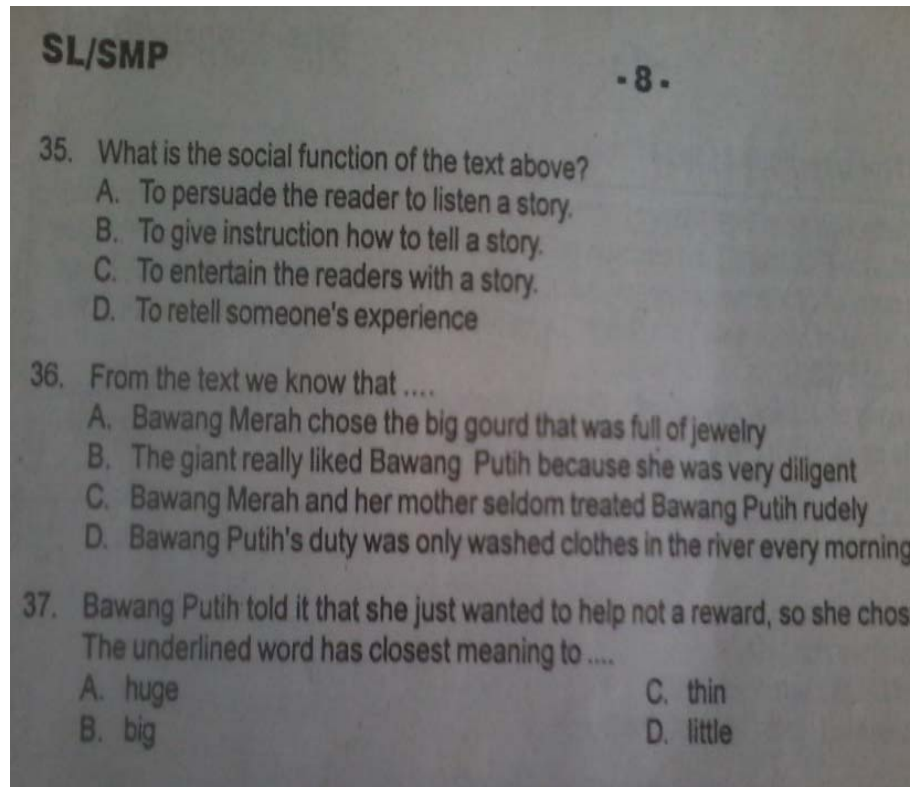 SL/SMP
- 8 -
35. What is the social function of the text above?
A. To persuade the reader to listen a story.
B. To give instruction how to tell a story.
C. To entertain the readers with a story.
D. To retell someone's experience
36. From the text we know that ....
A. Bawang Merah chose the big gourd that was full of jewelry
B. The giant really liked Bawang Putih because she was very diligent
C. Bawang Merah and her mother seldom treated Bawang Putih rudely
D. Bawang Putih's duty was only washed clothes in the river every morning
37. Bawang Putih told it that she just wanted to help not a reward, so she chos
The underlined word has closest meaning to ....
A. huge C. thin
B. big D. little